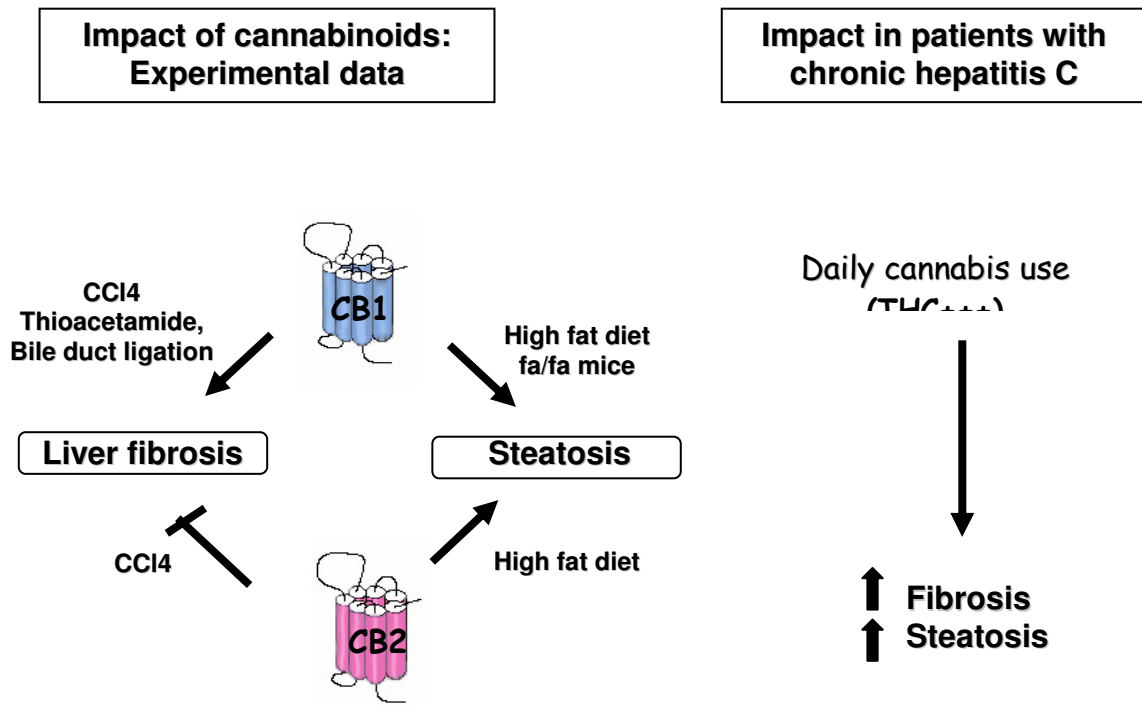 Impact of cannabinoids:
Experimental data
Impact in patients with
chronic hepatitis C
CB1
CCl4
Thioacetamide,
Bile duct ligation
High fat diet
fa/fa mice
Daily cannabis use
(THC+++)
Liver fibrosis
Steatosis
CCl4
High fat diet
CB2
Fibrosis
Steatosis